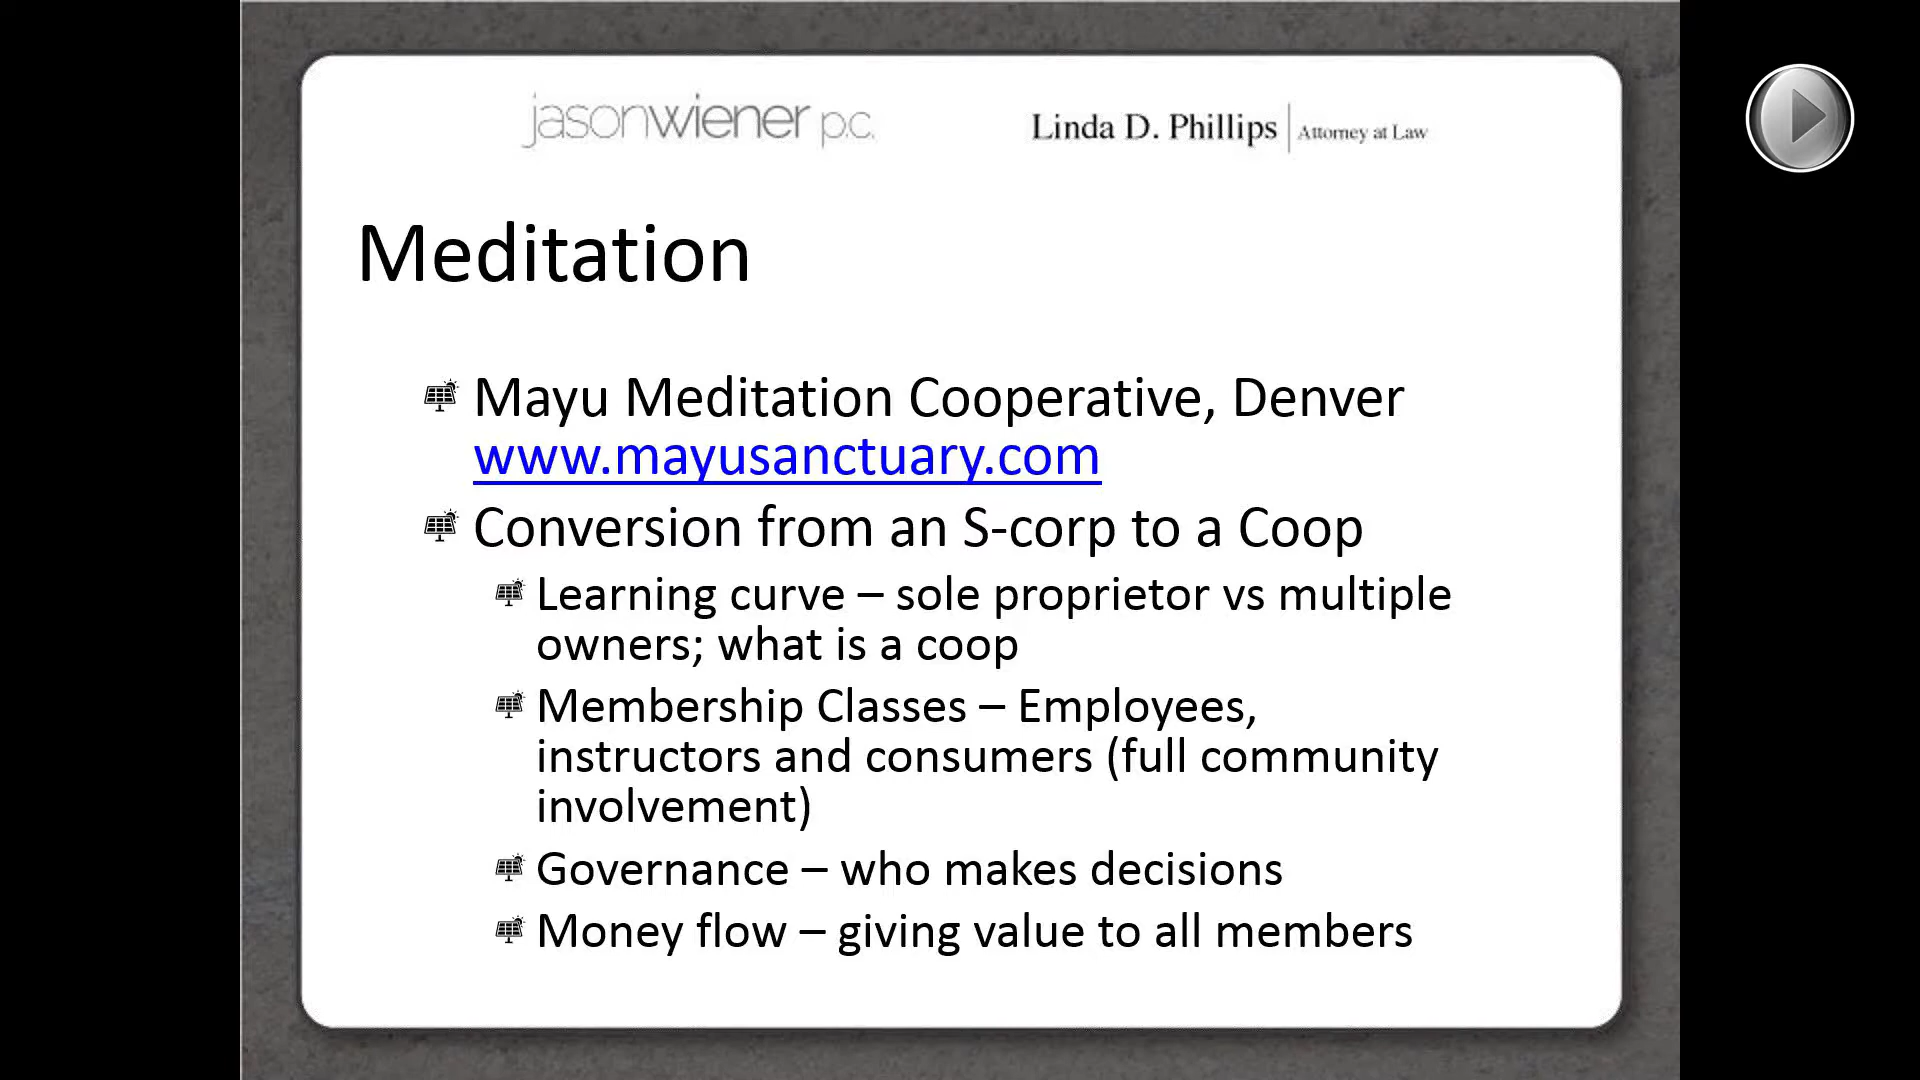 jasonwiener p.c.
Linda D. Phillips | Attorney at Law
Meditation
Mayu Meditation Cooperative, Denver
www.mayusanctuary.com
Conversion from an S-corp to a Coop
Learning curve – sole proprietor vs multiple
owners; what is a coop
Membership Classes – Employees,
instructors and consumers (full community
involvement)
Governance – who makes decisions
Money flow – giving value to all members